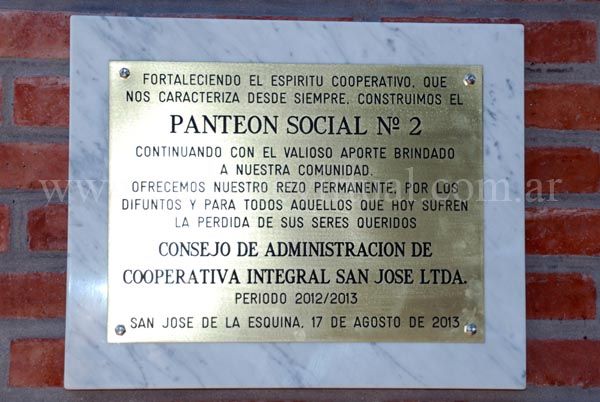 FORTALECIENDO EL ESPIRITU COOPERATIVO, QUE
NOS CARACTERIZA DESDE SIEMPRE, CONSTRUIMOS EL
PANTEON SOCIAL Nº 2
CONTINUANDO CON EL VALIOSO APORTE BRINDADO
A NUESTRA COMUNIDAD.
OFRECEMOS NUESTRO REZO PERMANENTE, POR LOS
DIFUNTOS Y PARA TODOS AQUELLOS QUE HOY SUFREN
LA PERDIDA DE SUS SERES QUERIDOS
CONSEJO DE ADMINISTRACION DE
COOPERATIVA INTEGRAL SAN JOSE LTDA.
PERIODO 2012/2013
SAN JOSE DE LA ESQUINA, 17 DE AGOSTO DE 2013